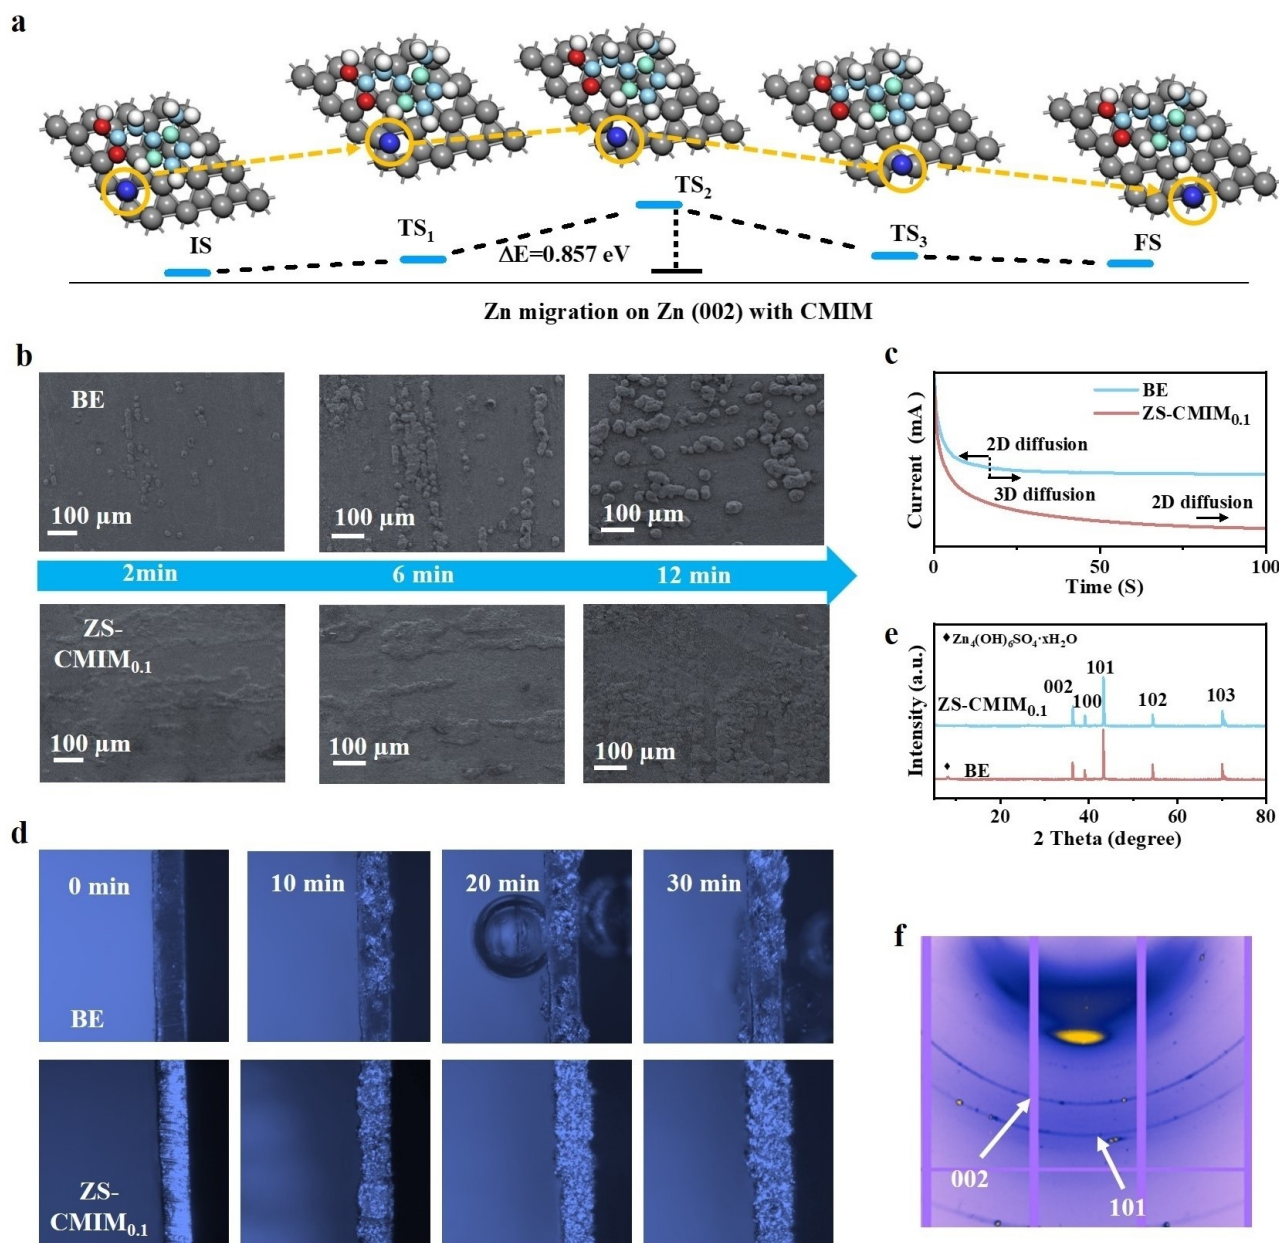 a
IS
TS₁
TS₂
TS₃
FS
ΔE=0.857 eV
Zn migration on Zn (002) with CMIM
b
BE
100 μm
100 μm
100 μm
2min
6 min
12 min
ZS-
CMIM₀.₁
100 μm
100 μm
100 μm
c
BE
ZS-CMIM₀.₁
2D diffusion
3D diffusion
2D diffusion
Current (mA)
0
50
100
Time (S)
d
0 min
10 min
20 min
30 min
BE
ZS-
CMIM₀.₁
e
♦Zn₄(OH)₆SO₄·xH₂O
002
100
101
102
103
ZS-CMIM₀.₁
♦ BE
Intensity (a.u.)
20
40
60
80
2 Theta (degree)
f
002
101